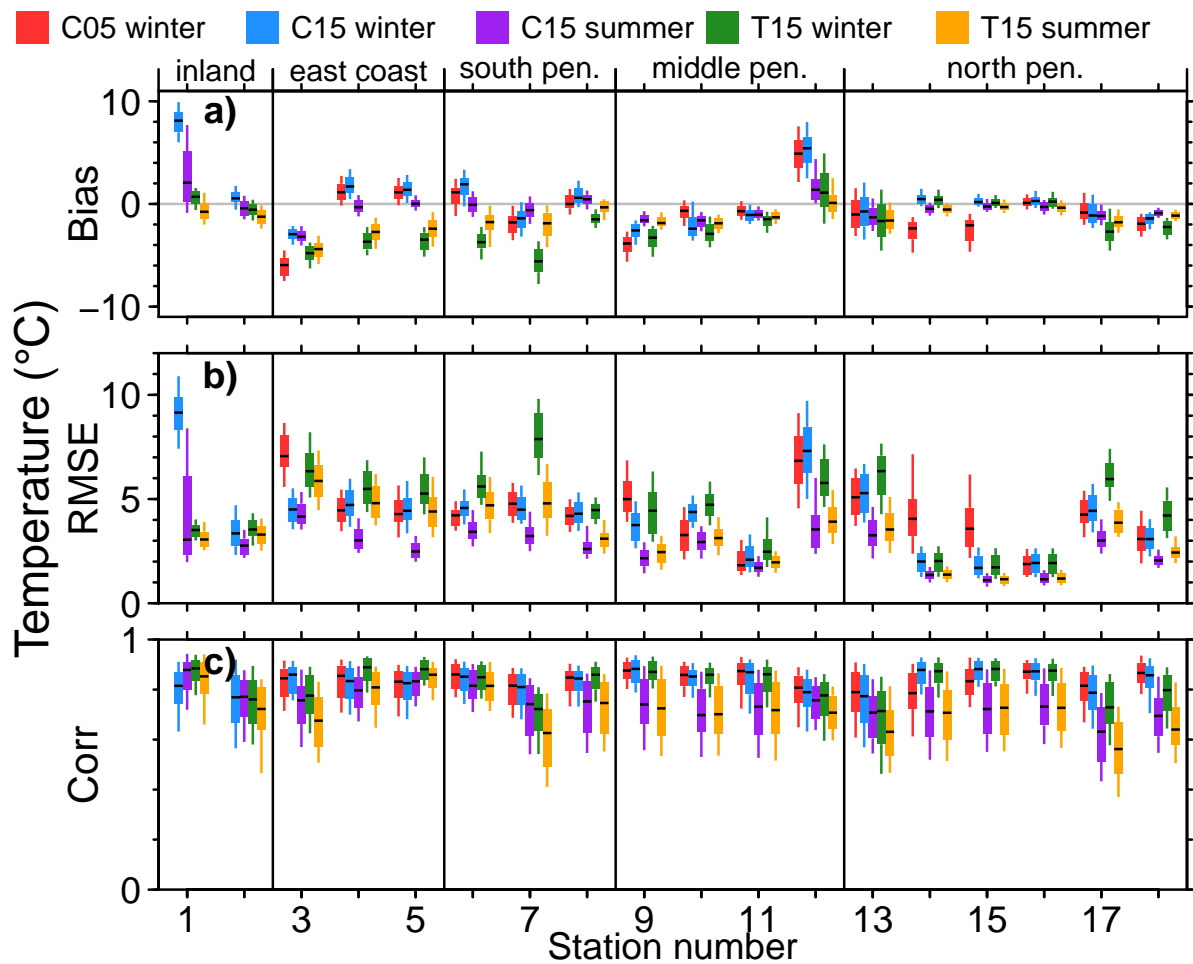 C05 winter C15 winter C15 summer T15 winter T15 summer
inland east coast south pen. middle pen. north pen.
a)
10
0
−10
Bias
b)
10
5
0
RMSE
Temperature (°C)
c)
1
0
Corr
1 3 5 7 9 11 13 15 17
Station number